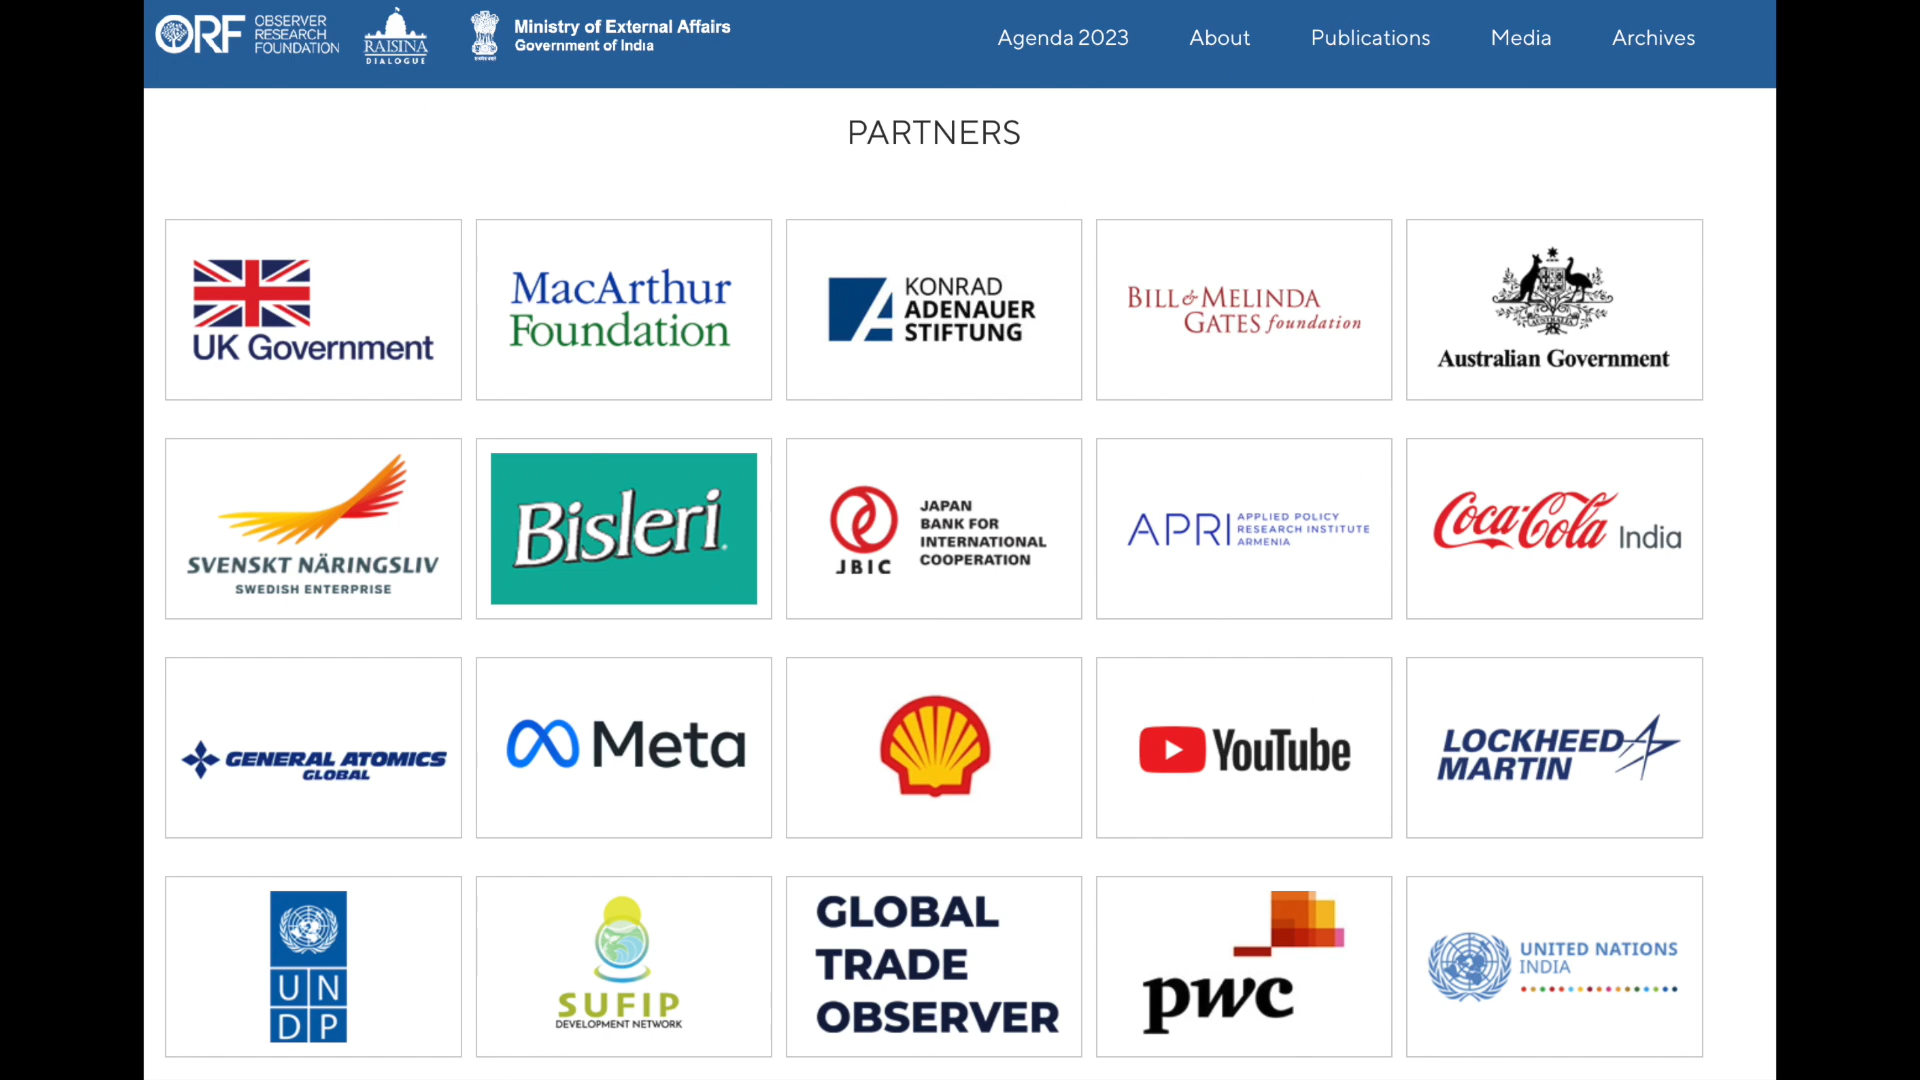 ORF OBSERVER
RESEARCH
FOUNDATION
RAISINA
DIALOGUE
Ministry of External Affairs
Government of India
Agenda 2023 About Publications Media Archives
PARTNERS
UK Government
MacArthur
Foundation
KONRAD
ADENAUER
STIFTUNG
BILL & MELINDA
GATES foundation
AUSTRALIA
Australian Government
SVENSKT NÄRINGSLIV
SWEDISH ENTERPRISE
Bisleri
JBIC
JAPAN
BANK FOR
INTERNATIONAL
COOPERATION
APRI APPLIED POLICY
RESEARCH INSTITUTE
ARMENIA
Coca-Cola India
GENERAL ATOMICS
GLOBAL
Meta
YouTube
LOCKHEED
MARTIN
UN
DP
SUFIP
DEVELOPMENT NETWORK
GLOBAL
TRADE
OBSERVER
pwc
UNITED NATIONS
INDIA